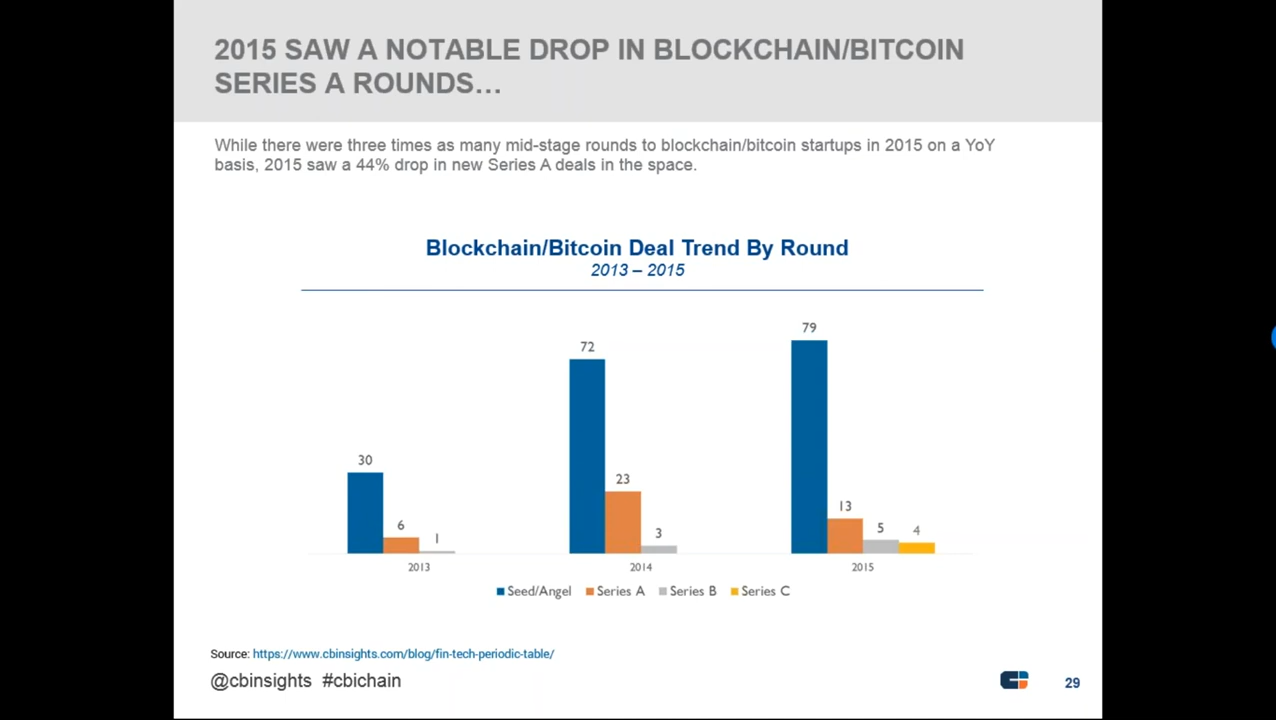 2015 SAW A NOTABLE DROP IN BLOCKCHAIN/BITCOIN
SERIES A ROUNDS…
While there were three times as many mid-stage rounds to blockchain/bitcoin startups in 2015 on a YoY
basis, 2015 saw a 44% drop in new Series A deals in the space.
Blockchain/Bitcoin Deal Trend By Round
2013 – 2015
30
6
1
72
23
3
79
13
5
4
2013
2014
2015
Seed/Angel Series A Series B Series C
Source: https://www.cbinsights.com/blog/fin-tech-periodic-table/
@cbinsights #cbichain
29